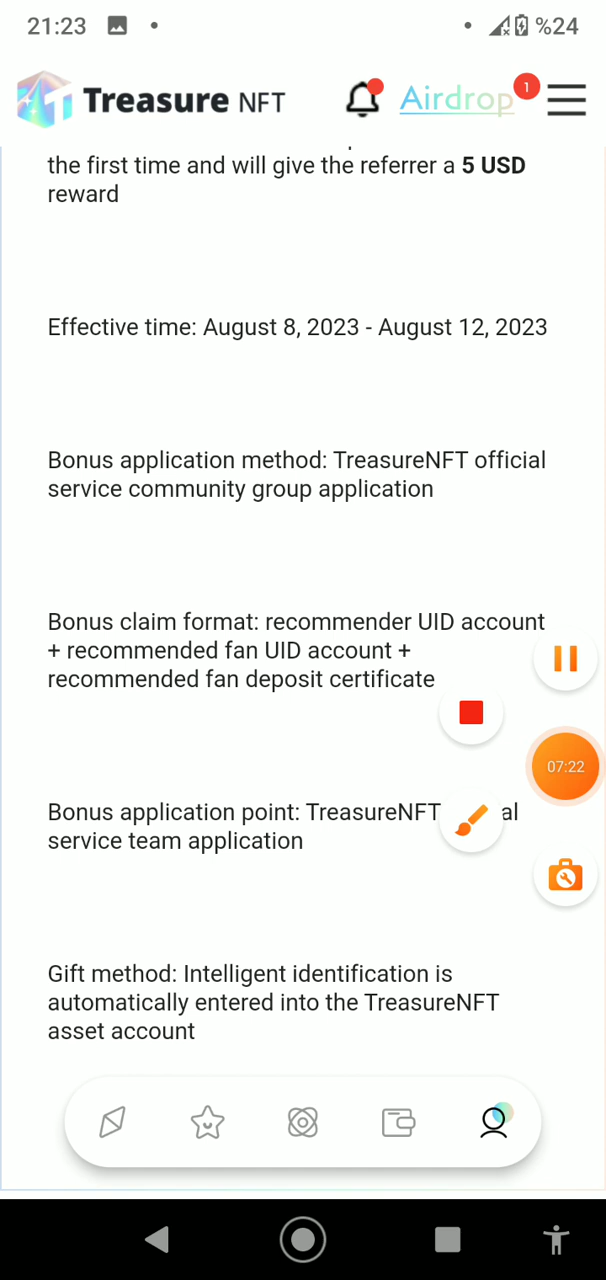 21:23
%24
Treasure NFT
Airdrop
1
the first time and will give the referrer a 5 USD
reward
Effective time: August 8, 2023 - August 12, 2023
Bonus application method: TreasureNFT official
service community group application
Bonus claim format: recommender UID account
+ recommended fan UID account +
recommended fan deposit certificate
07:22
Bonus application point: TreasureNFT al
service team application
Gift method: Intelligent identification is
automatically entered into the TreasureNFT
asset account